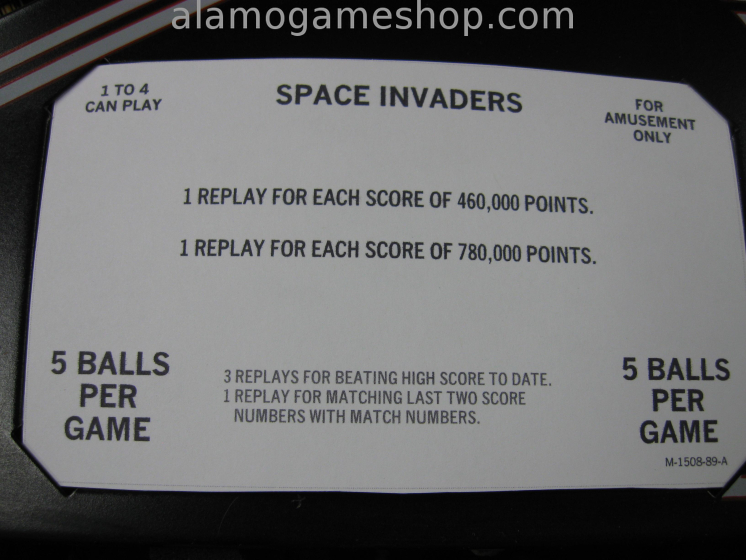 alamogameshop.com
1 TO 4
CAN PLAY
SPACE INVADERS
FOR
AMUSEMENT
ONLY
1 REPLAY FOR EACH SCORE OF 460,000 POINTS.
1 REPLAY FOR EACH SCORE OF 780,000 POINTS.
5 BALLS
PER
GAME
3 REPLAYS FOR BEATING HIGH SCORE TO DATE.
1 REPLAY FOR MATCHING LAST TWO SCORE
NUMBERS WITH MATCH NUMBERS.
5 BALLS
PER
GAME
M-1508-89-A